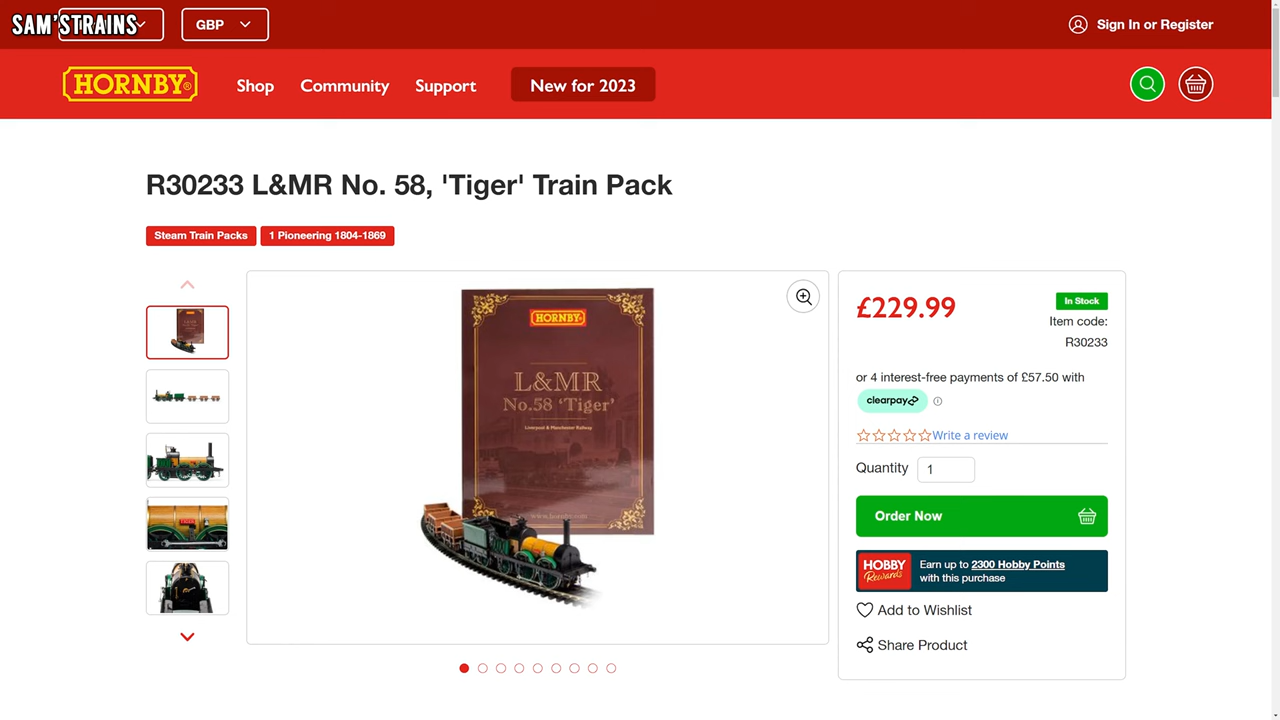 SAM'STRAINS
GBP
Sign In or Register
HORNBY®
Shop
Community
Support
New for 2023
R30233 L&MR No. 58, 'Tiger' Train Pack
Steam Train Packs
1 Pioneering 1804-1869
HORNBY
L&MR
No.58 'Tiger'
Liverpool & Manchester Railway
www.hornby.com
£229.99
In Stock
Item code:
R30233
or 4 interest-free payments of £57.50 with
clearpay
Write a review
Quantity
1
Order Now
HOBBY
Rewards
Earn up to 2300 Hobby Points
with this purchase
Add to Wishlist
Share Product